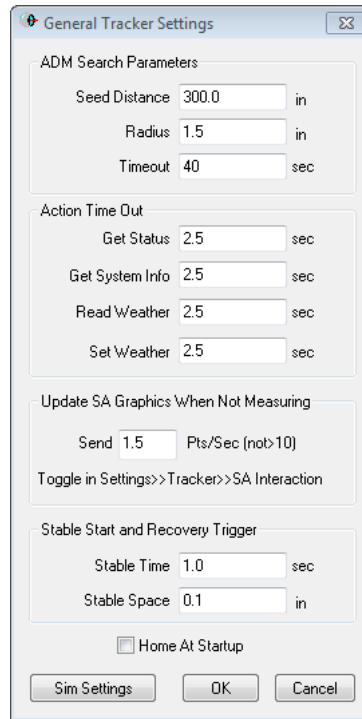 General Tracker Settings
ADM Search Parameters
Seed Distance 300.0 in
Radius 1.5 in
Timeout 40 sec
Action Time Out
Get Status 2.5 sec
Get System Info 2.5 sec
Read Weather 2.5 sec
Set Weather 2.5 sec
Update SA Graphics When Not Measuring
Send 1.5 Pts/Sec (not>10)
Toggle in Settings>>Tracker>>SA Interaction
Stable Start and Recovery Trigger
Stable Time 1.0 sec
Stable Space 0.1 in
Home At Startup
Sim Settings OK Cancel